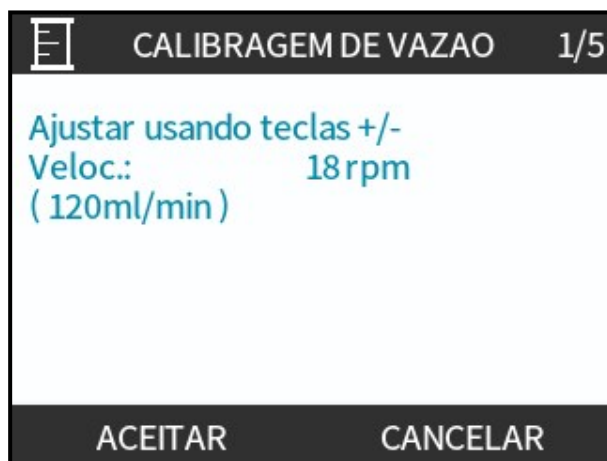 CALIBRAGEM DE VAZAO 1/5
Ajustar usando teclas +/-
Veloc.: 18 rpm
( 120ml/min )
ACEITAR CANCELAR